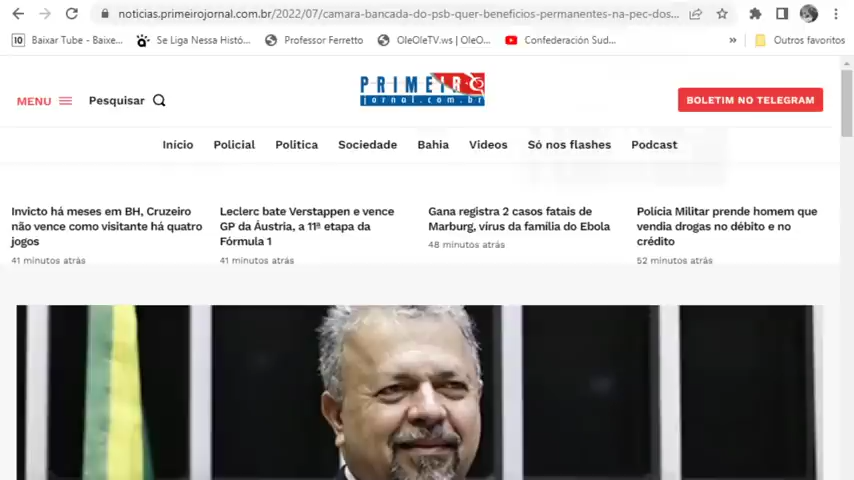 noticias.primeirojornal.com.br/2022/07/camara-bancada-do-psb-quer-beneficios-permanentes-na-pec-dos...
Baixar Tube - Baixe... Se Liga Nessa Histó... Professor Ferretto OleOleTV.ws | OleO... Confederación Sud... » Outros favoritos
MENU Pesquisar PRIMEIRO BOLETIM NO TELEGRAM
jornal.com.br
Início Policial Politica Sociedade Bahia Videos Só nos flashes Podcast
Invicto há meses em BH, Cruzeiro
não vence como visitante há quatro
jogos
41 minutos atrás
Leclerc bate Verstappen e vence
GP da Áustria, a 11ª etapa da
Fórmula 1
41 minutos atrás
Gana registra 2 casos fatais de
Marburg, vírus da família do Ebola
48 minutos atrás
Polícia Militar prende homem que
vendia drogas no débito e no
crédito
52 minutos atrás